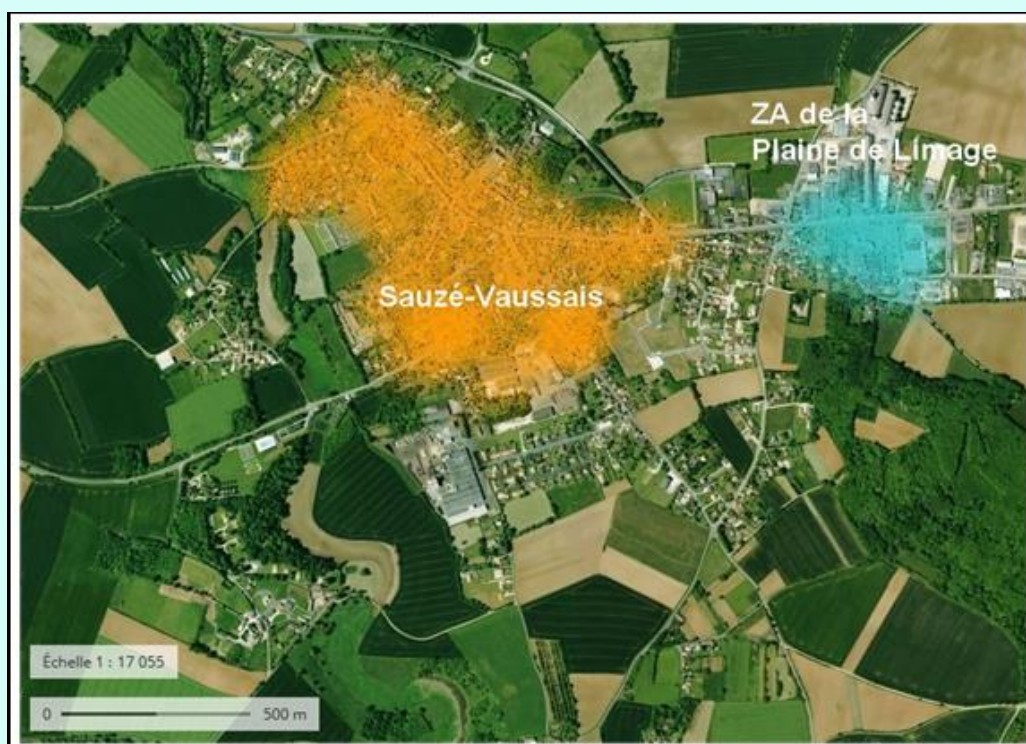 ZA de la
Plaine de Limage
Sauzé-Vaussais
Échelle 1 : 17 055
0 500 m